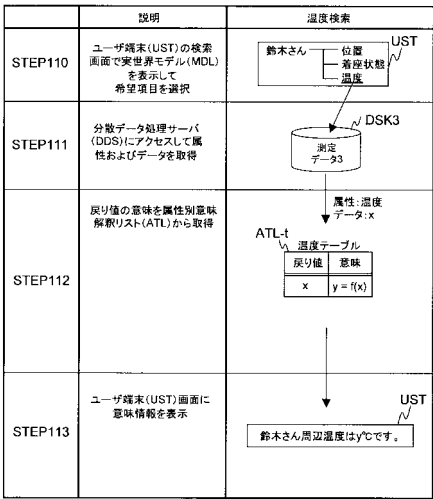 説明
温度検索
STEP110
ユーザ端末(UST)の検索
画面で実世界モデル(MDL)
を表示して
希望項目を選択
UST
鈴木さん
位置
着座状態
温度
STEP111
分散データ処理サーバ
(DDS)にアクセスして属
性およびデータを取得
DSK3
測定
データ3
STEP112
戻り値の意味を属性別意味
解釈リスト(ATL)から取得
属性:温度
データ:x
ATL-t
温度テーブル
戻り値 意味
x y = f(x)
STEP113
ユーザ端末(UST)画面に
意味情報を表示
UST
鈴木さん周辺温度はy℃です。